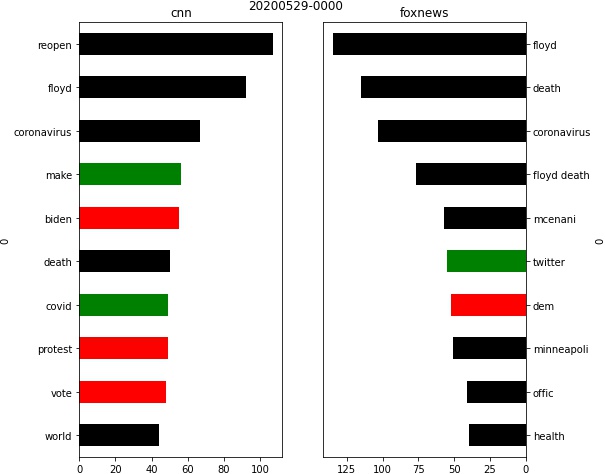 20200529-0000
cnn
foxnews
reopen
floyd
coronavirus
make
biden
death
covid
protest
vote
world
0
0 20 40 60 80 100
floyd
death
coronavirus
floyd death
mcenani
twitter
dem
minneapoli
offic
health
0
125 100 75 50 25 0